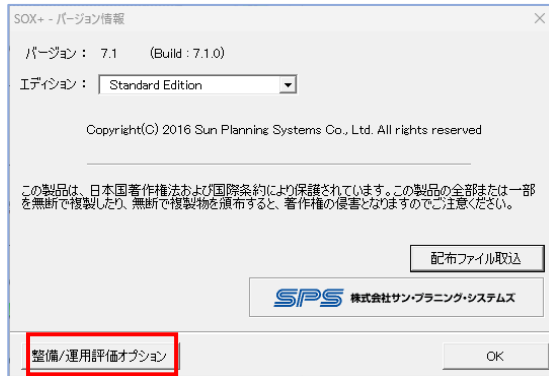 SOX+ - バージョン情報
バージョン： 7.1 (Build : 7.1.0)
エディション： Standard Edition
Copyright(C) 2016 Sun Planning Systems Co., Ltd. All rights reserved
この製品は、日本国著作権法および国際条約により保護されています。この製品の全部または一部
を無断で複製したり、無断で複製物を頒布すると、著作権の侵害となりますのでご注意ください。
配布ファイル取込
SPS 株式会社サン・プラニング・システムズ
整備/運用評価オプション
OK